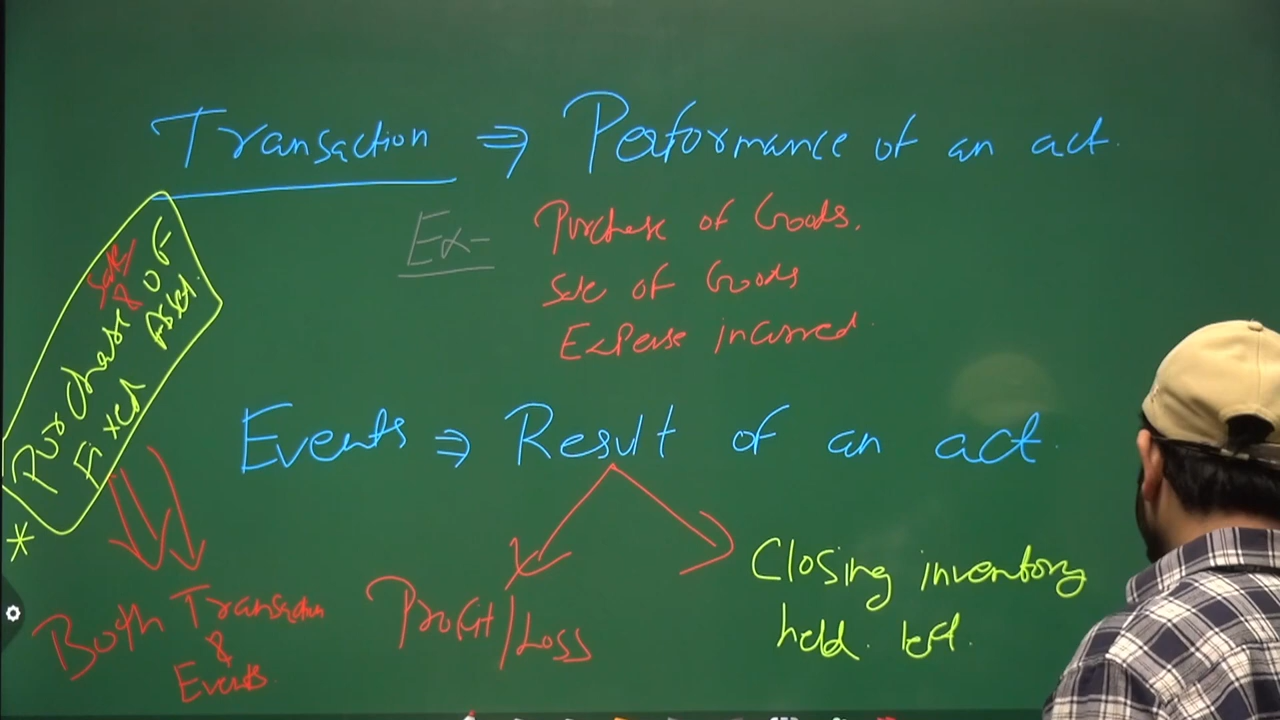 Transaction ⇒ Performance of an act.
Ex- Purchase of Goods.
Sale of Goods
Expense incurred.
Sale/
&
Purchase of
Fixed Asset.
*
Events ⇒ Result of an act.
Both Transaction
&
Events
Profit/Loss
Closing inventory
held. left.